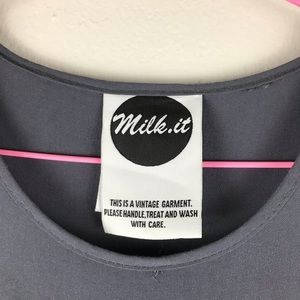 Milk.it
THIS IS A VINTAGE GARMENT.
PLEASE HANDLE,TREAT AND WASH
WITH CARE.